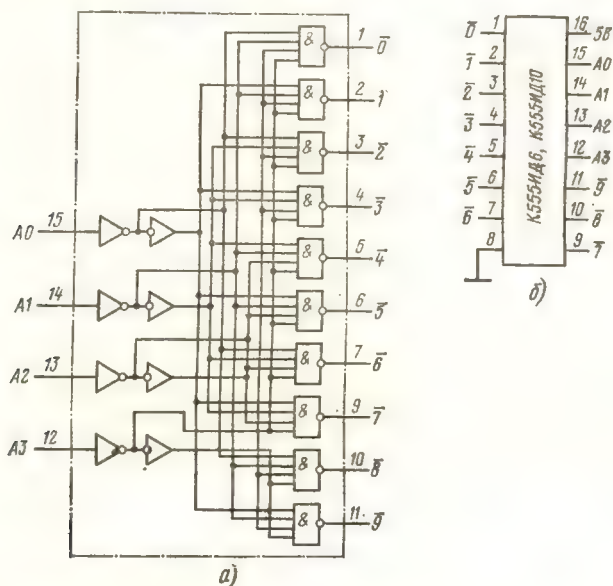 & 1 0̅
& 2 1̅
& 3 2̅
& 4 3̅
& 5 4̅
& 6 5̅
& 7 6̅
& 9 7̅
& 10 8̅
& 11 9̅
A0 15
A1 14
A2 13
A3 12
а)
0̅ 1
1̅ 2
2̅ 3
3̅ 4
4̅ 5
5̅ 6
6̅ 7
8
К555ИД6, К555ИД10
16 5В
15 A0
14 A1
13 A2
12 A3
11 9̅
10 8̅
9 7̅
б)